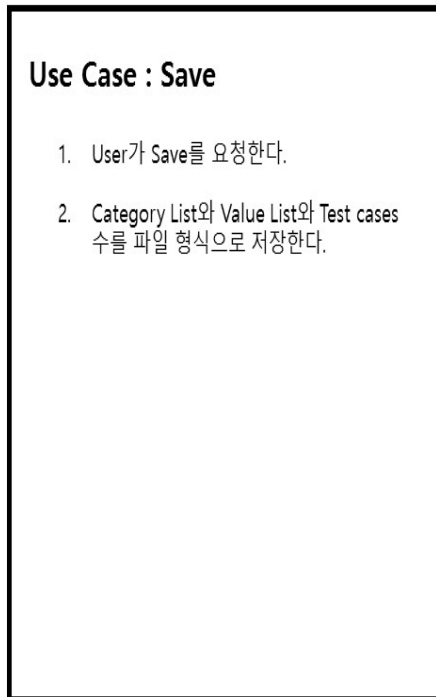 Use Case : Save
1. User가 Save를 요청한다.
2. Category List와 Value List와 Test cases
수를 파일 형식으로 저장한다.